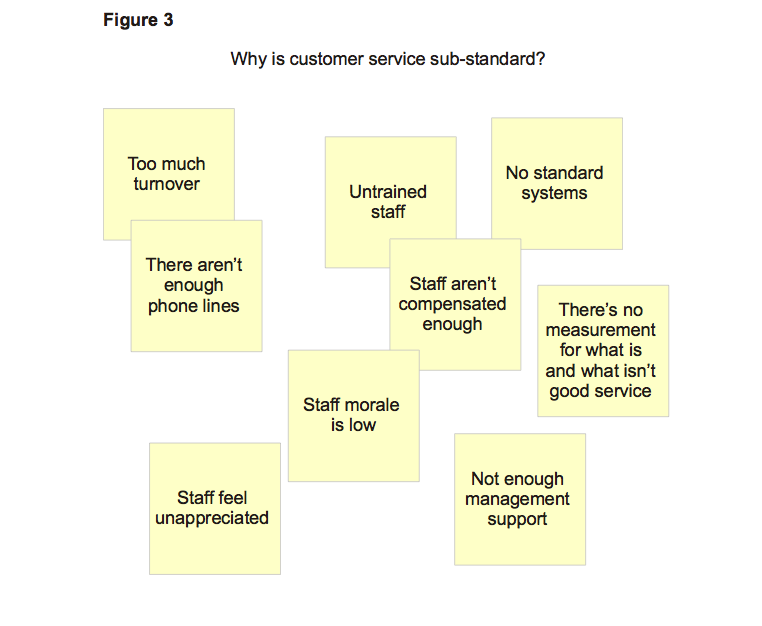 Figure 3
Why is customer service sub-standard?
Too much
turnover
Untrained
staff
No standard
systems
There aren’t
enough
phone lines
Staff aren’t
compensated
enough
There’s no
measurement
for what is
and what isn’t
good service
Staff morale
is low
Staff feel
unappreciated
Not enough
management
support